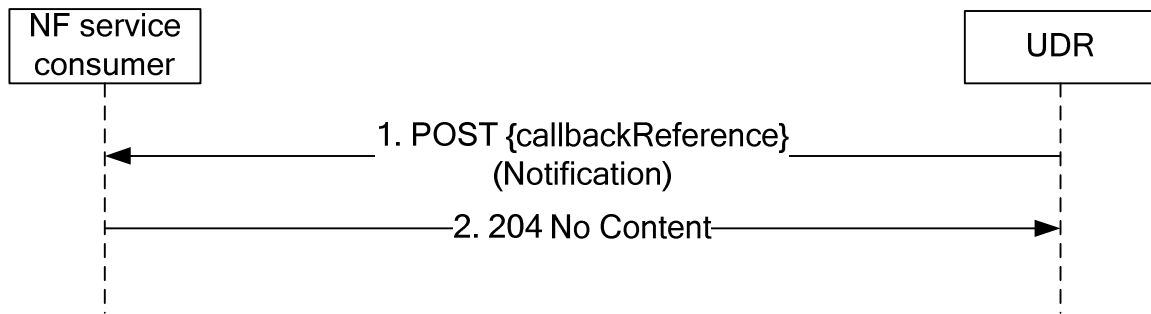 NF service
consumer
UDR
1. POST {callbackReference}
(Notification)
2. 204 No Content